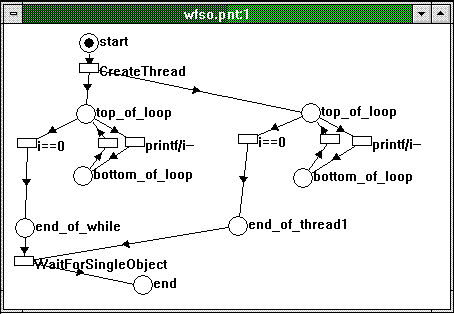 wfso.pnt:1
start
CreateThread
top_of_loop
top_of_loop
i==0
printf/i-
i==0
printf/i-
bottom_of_loop
bottom_of_loop
end_of_while
end_of_thread1
WaitForSingleObject
end